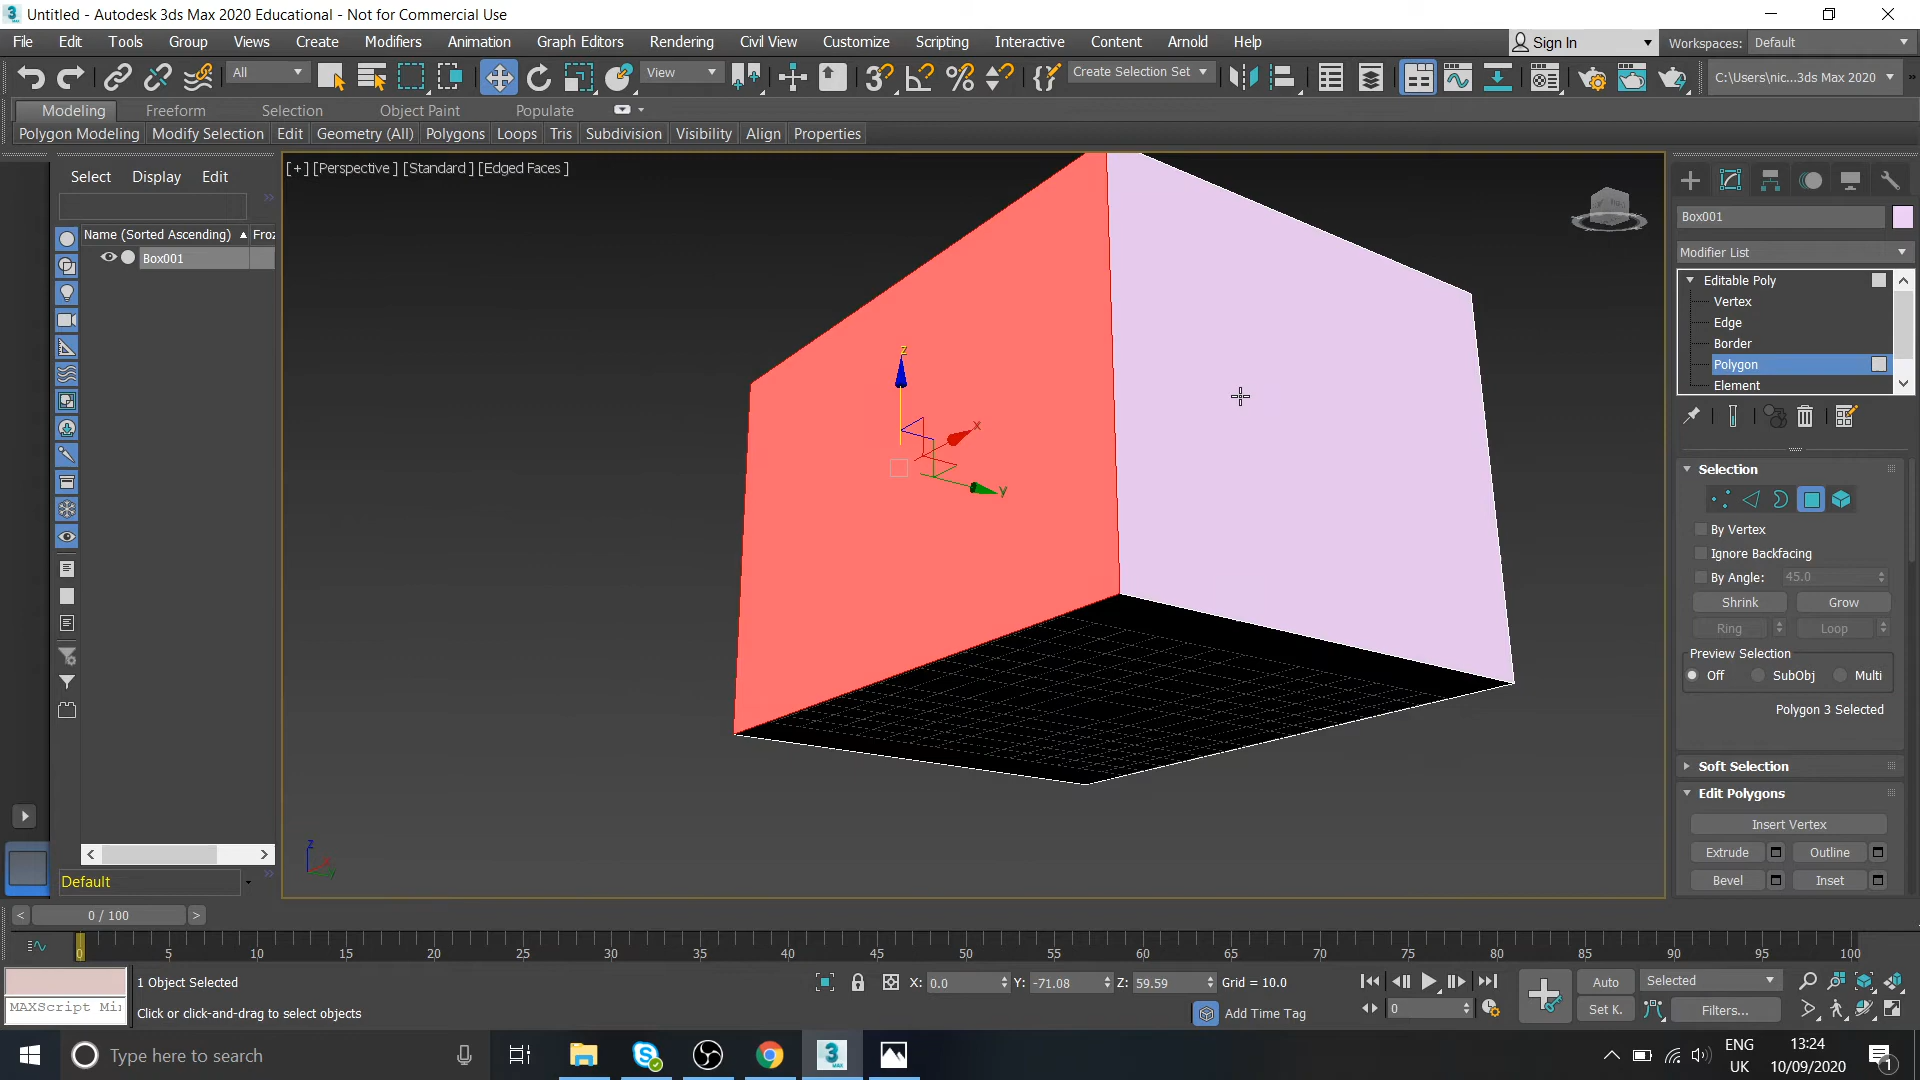 Untitled - Autodesk 3ds Max 2020 Educational - Not for Commercial Use
File Edit Tools Group Views Create Modifiers Animation Graph Editors Rendering Civil View Customize Scripting Interactive Content Arnold Help
Sign In
Workspaces: Default
All
View
Create Selection Set
C:\Users\nic...3ds Max 2020
Modeling Freeform Selection Object Paint Populate
Polygon Modeling Modify Selection Edit Geometry (All) Polygons Loops Tris Subdivision Visibility Align Properties
Select Display Edit
[+] [Perspective] [Standard] [Edged Faces]
Name (Sorted Ascending) Froz
Box001
z
x
y
z
y
Box001
Modifier List
Editable Poly
Vertex
Edge
Border
Polygon
Element
Selection
By Vertex
Ignore Backfacing
By Angle: 45.0
Shrink Grow
Ring Loop
Preview Selection
Off SubObj Multi
Polygon 3 Selected
Soft Selection
Edit Polygons
Insert Vertex
Extrude Outline
Bevel Inset
Default
< 0 / 100 >
0 5 10 15 20 25 30 35 40 45 50 55 60 65 70 75 80 85 90 95 100
1 Object Selected
X: 0.0 Y: -71.08 Z: 59.59 Grid = 10.0
Auto Selected
MAXScript Mi
Click or click-and-drag to select objects
Add Time Tag
0
Set K. Filters...
Type here to search
3
MAX
ENG
UK
13:24
10/09/2020
1